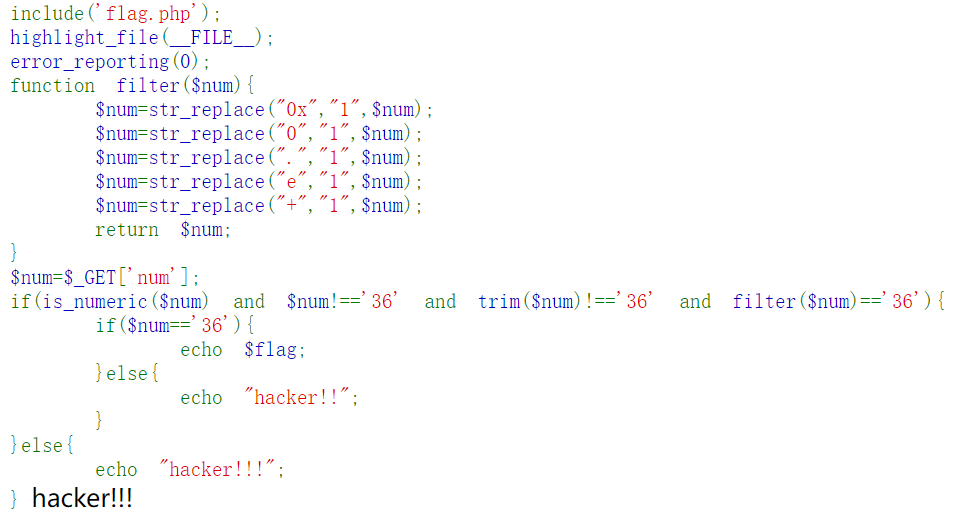 include('flag.php');
highlight_file(__FILE__);
error_reporting(0);
function filter($num){
$num=str_replace("0x","1",$num);
$num=str_replace("0","1",$num);
$num=str_replace(".","1",$num);
$num=str_replace("e","1",$num);
$num=str_replace("+","1",$num);
return $num;
}
$num=$_GET['num'];
if(is_numeric($num) and $num!=='36' and trim($num)!=='36' and filter($num)=='36'){
if($num=='36'){
echo $flag;
}else{
echo "hacker!!";
}
}else{
echo "hacker!!!";
} hacker!!!